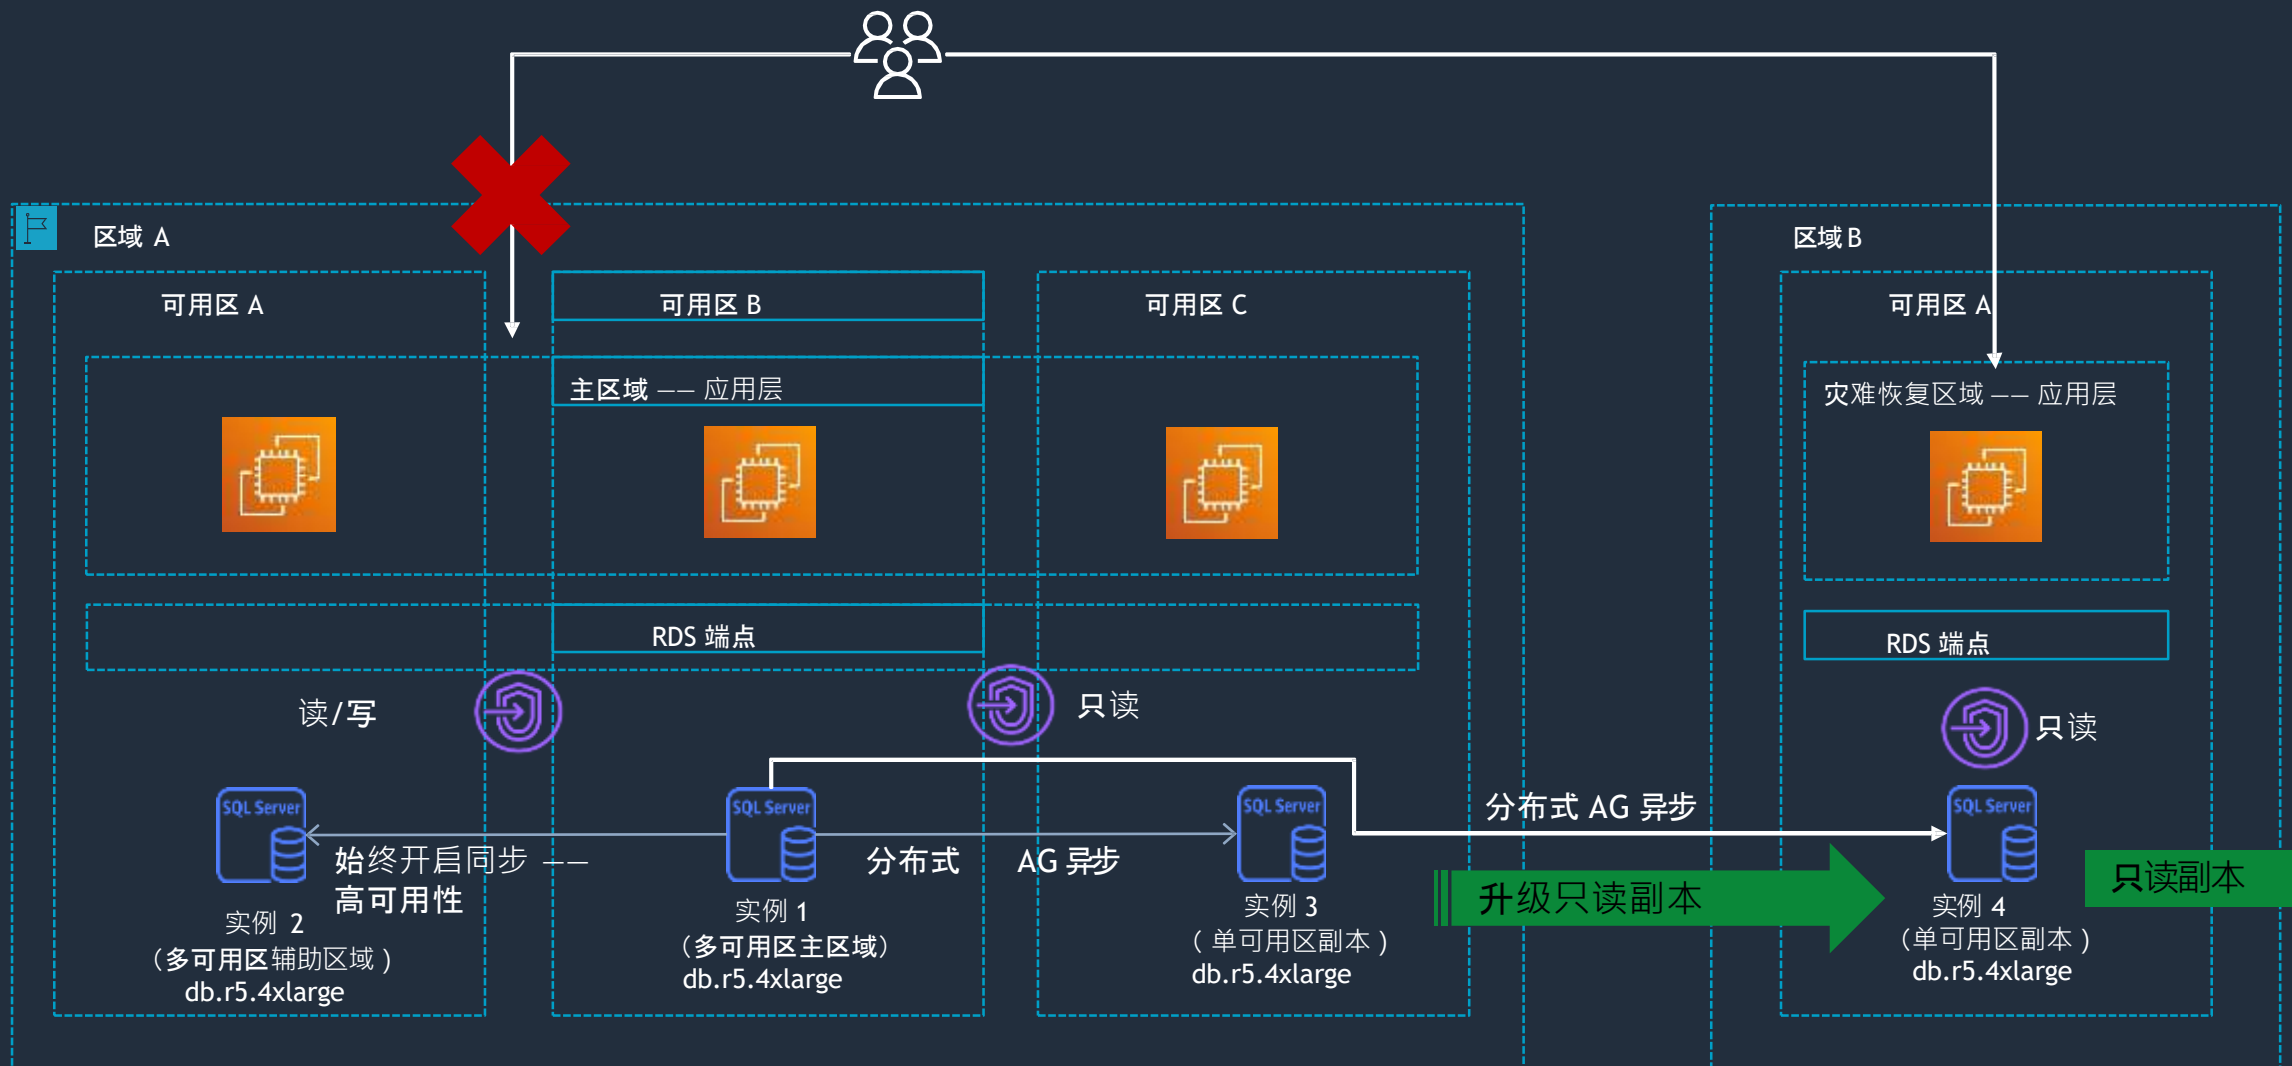 区域 A
区域 B
可用区 A
可用区 B
可用区 C
可用区 A
主区域 —— 应用层
灾难恢复区域 —— 应用层
RDS 端点
RDS 端点
读/写
只读
只读
SQL Server
SQL Server
SQL Server
SQL Server
分布式 AG 异步
始终开启同步 ——
高可用性
分布式 AG 异步
升级只读副本
只读副本
实例 2
（多可用区辅助区域）
db.r5.4xlarge
实例 1
（多可用区主区域）
db.r5.4xlarge
实例 3
（单可用区副本）
db.r5.4xlarge
实例 4
（单可用区副本）
db.r5.4xlarge